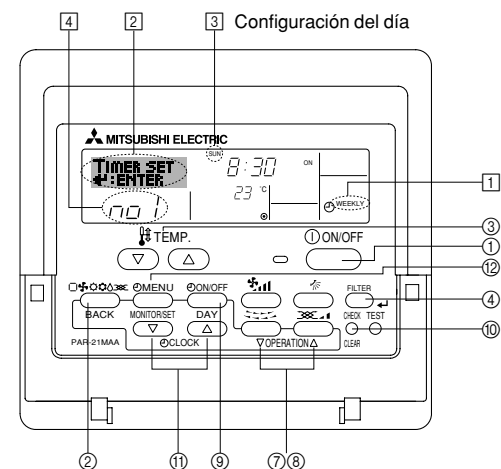 4 2 3 Configuración del día
MITSUBISHI ELECTRIC
SUN
TIMER SET
↵:ENTER
8:30 ON
23 °C
no 1
WEEKLY
1
TEMP.
ON/OFF
3
1
12
MENU
ON/OFF
FILTER
4
BACK
MONITOR/SET
DAY
CHECK TEST
10
PAR-21MAA
CLOCK
▽OPERATION△
CLEAR
② ⑪ ⑨ ⑦⑧